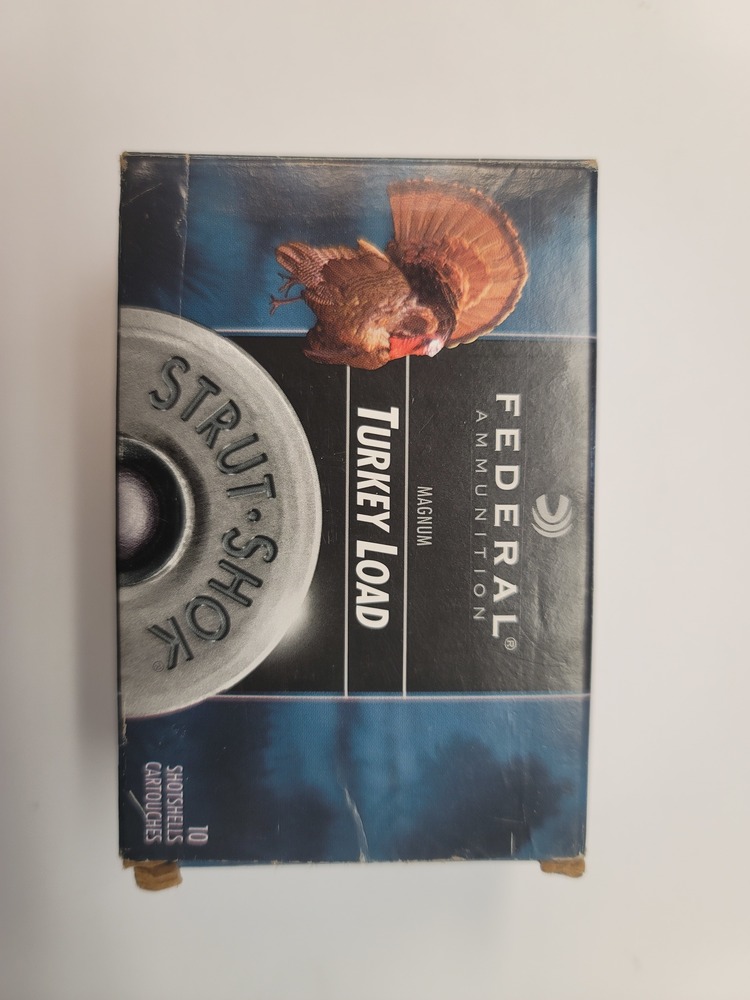 FEDERAL®
AMMUNITION
MAGNUM
TURKEY LOAD
STRUT·SHOK
10
SHOTSHELLS
CARTOUCHES